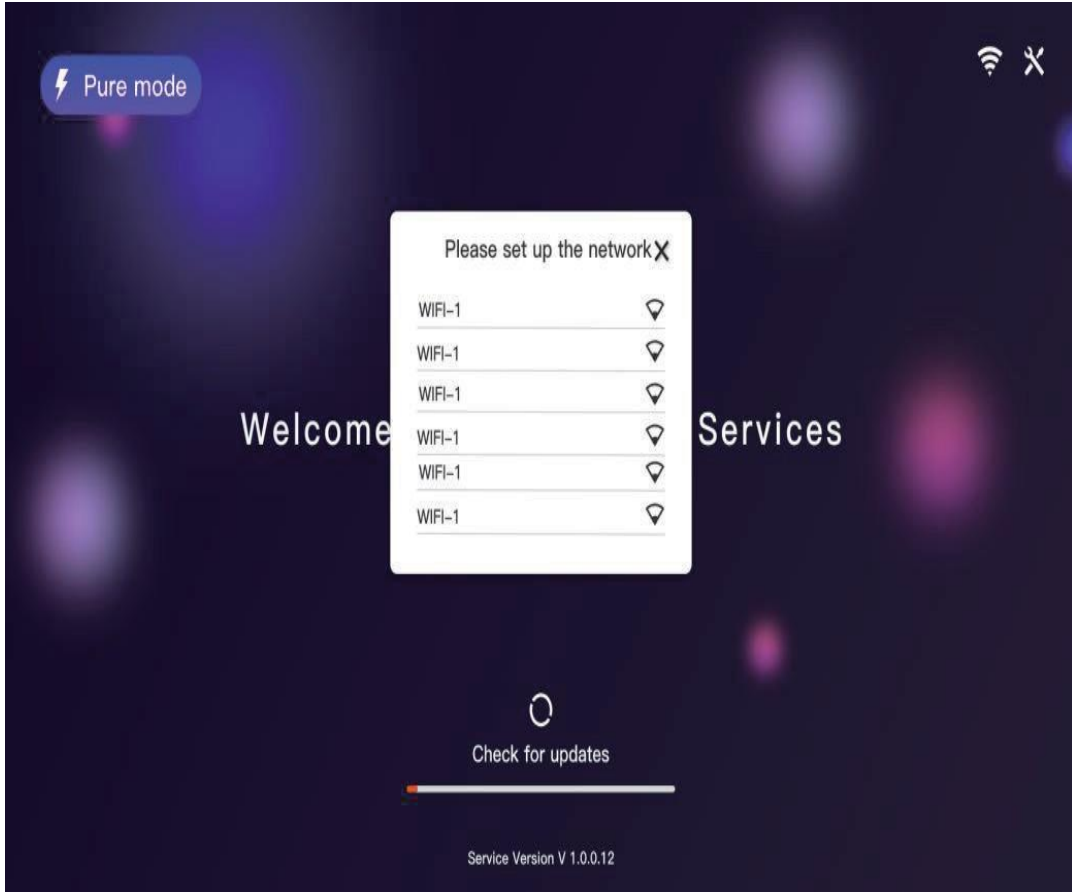 Pure mode
Please set up the network X
WIFI-1
WIFI-1
WIFI-1
Welcome Services
WIFI-1
WIFI-1
WIFI-1
Check for updates
Service Version V 1.0.0.12